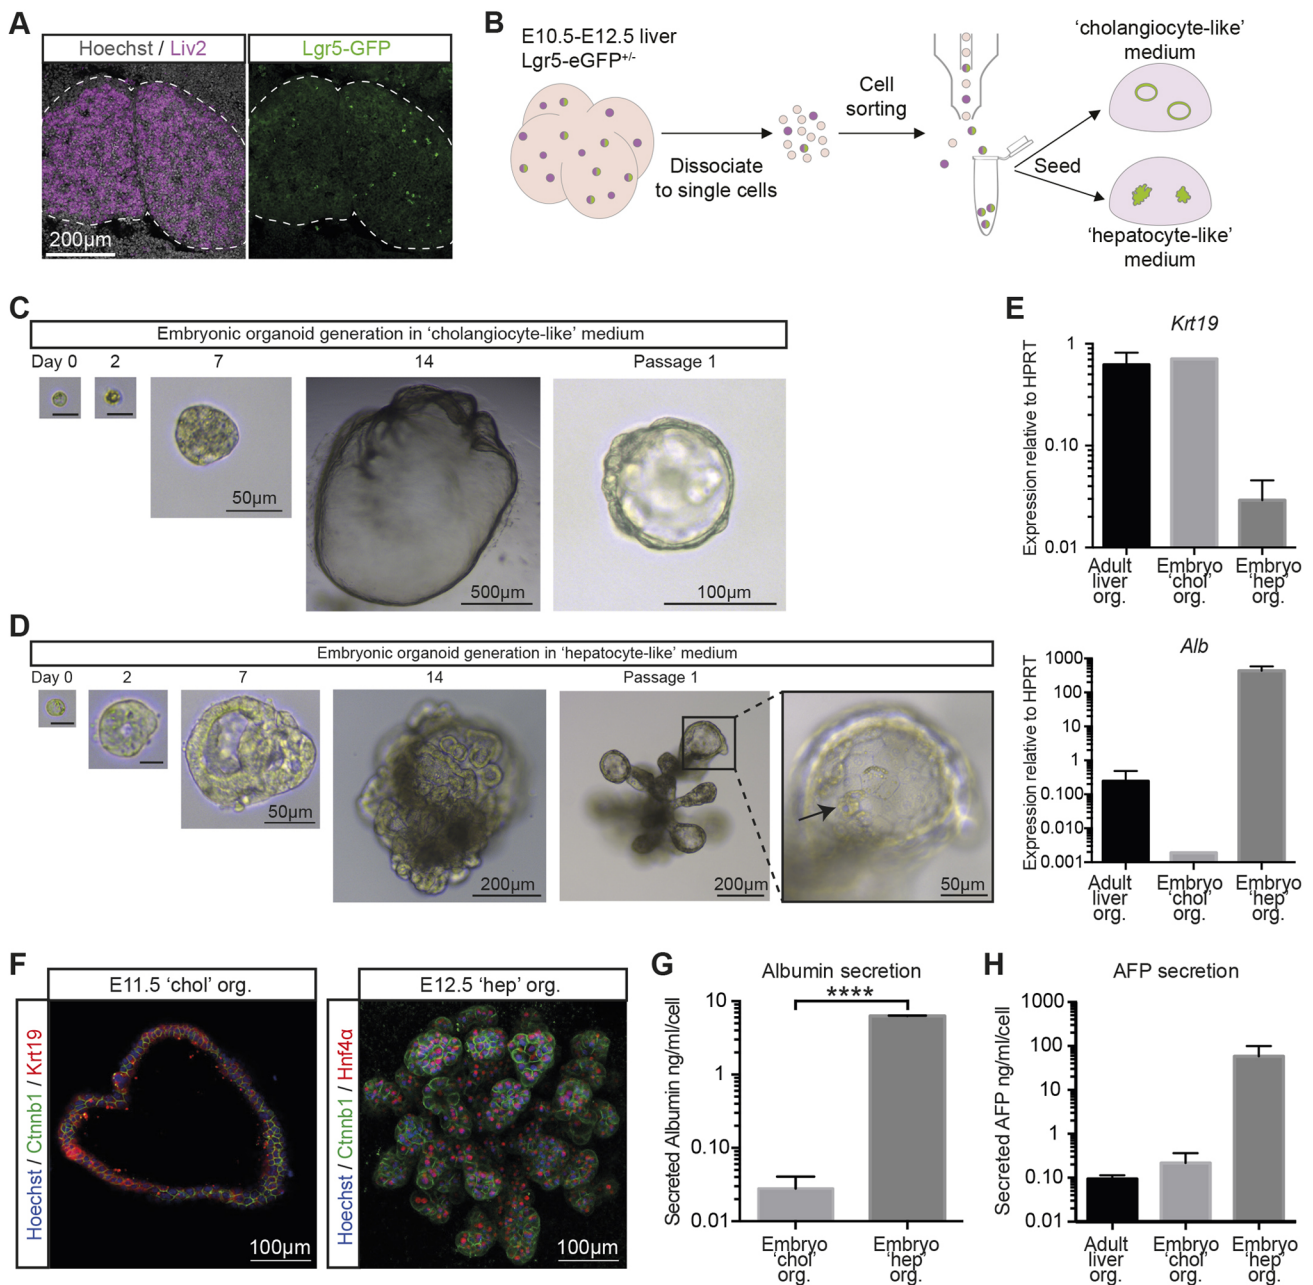 A
Hoechst / Liv2
Lgr5-GFP
200µm
B
E10.5-E12.5 liver
Lgr5-eGFP+/-
Dissociate
to single cells
Cell
sorting
Seed
'cholangiocyte-like'
medium
'hepatocyte-like'
medium
C
Embryonic organoid generation in 'cholangiocyte-like' medium
Day 0
2
7
14
Passage 1
50µm
500µm
100µm
D
Embryonic organoid generation in 'hepatocyte-like' medium
Day 0
2
7
14
Passage 1
50µm
200µm
200µm
50µm
E
Krt19
Expression relative to HPRT
1
0.10
0.01
Adult
liver
org.
Embryo
'chol'
org.
Embryo
'hep'
org.
Alb
Expression relative to HPRT
1000
100
10
1
0.100
0.010
0.001
Adult
liver
org.
Embryo
'chol'
org.
Embryo
'hep'
org.
F
E11.5 'chol' org.
Hoechst / Ctnnb1 / Krt19
100µm
E12.5 'hep' org.
Hoechst / Ctnnb1 / Hnf4α
100µm
G
Albumin secretion
****
Secreted Albumin ng/ml/cell
10
1
0.10
0.01
Embryo
'chol'
org.
Embryo
'hep'
org.
H
AFP secretion
Secreted AFP ng/ml/cell
1000
100
10
1
0.10
0.01
Adult
liver
org.
Embryo
'chol'
org.
Embryo
'hep'
org.